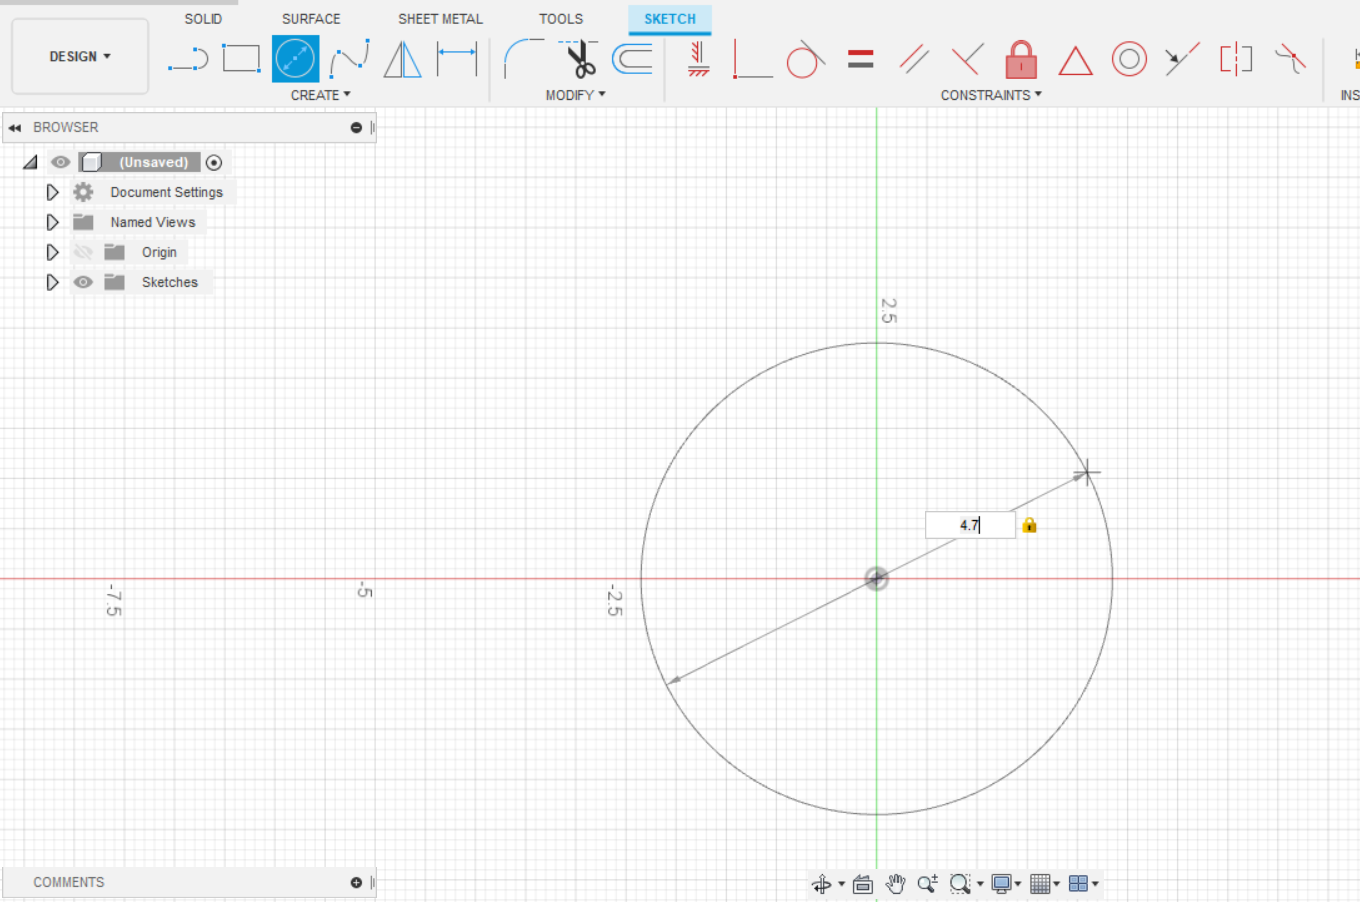 SOLID SURFACE SHEET METAL TOOLS SKETCH
DESIGN
CREATE MODIFY CONSTRAINTS INS
BROWSER
(Unsaved)
Document Settings
Named Views
Origin
Sketches
2.5
4.7
-7.5 -5 -2.5
COMMENTS